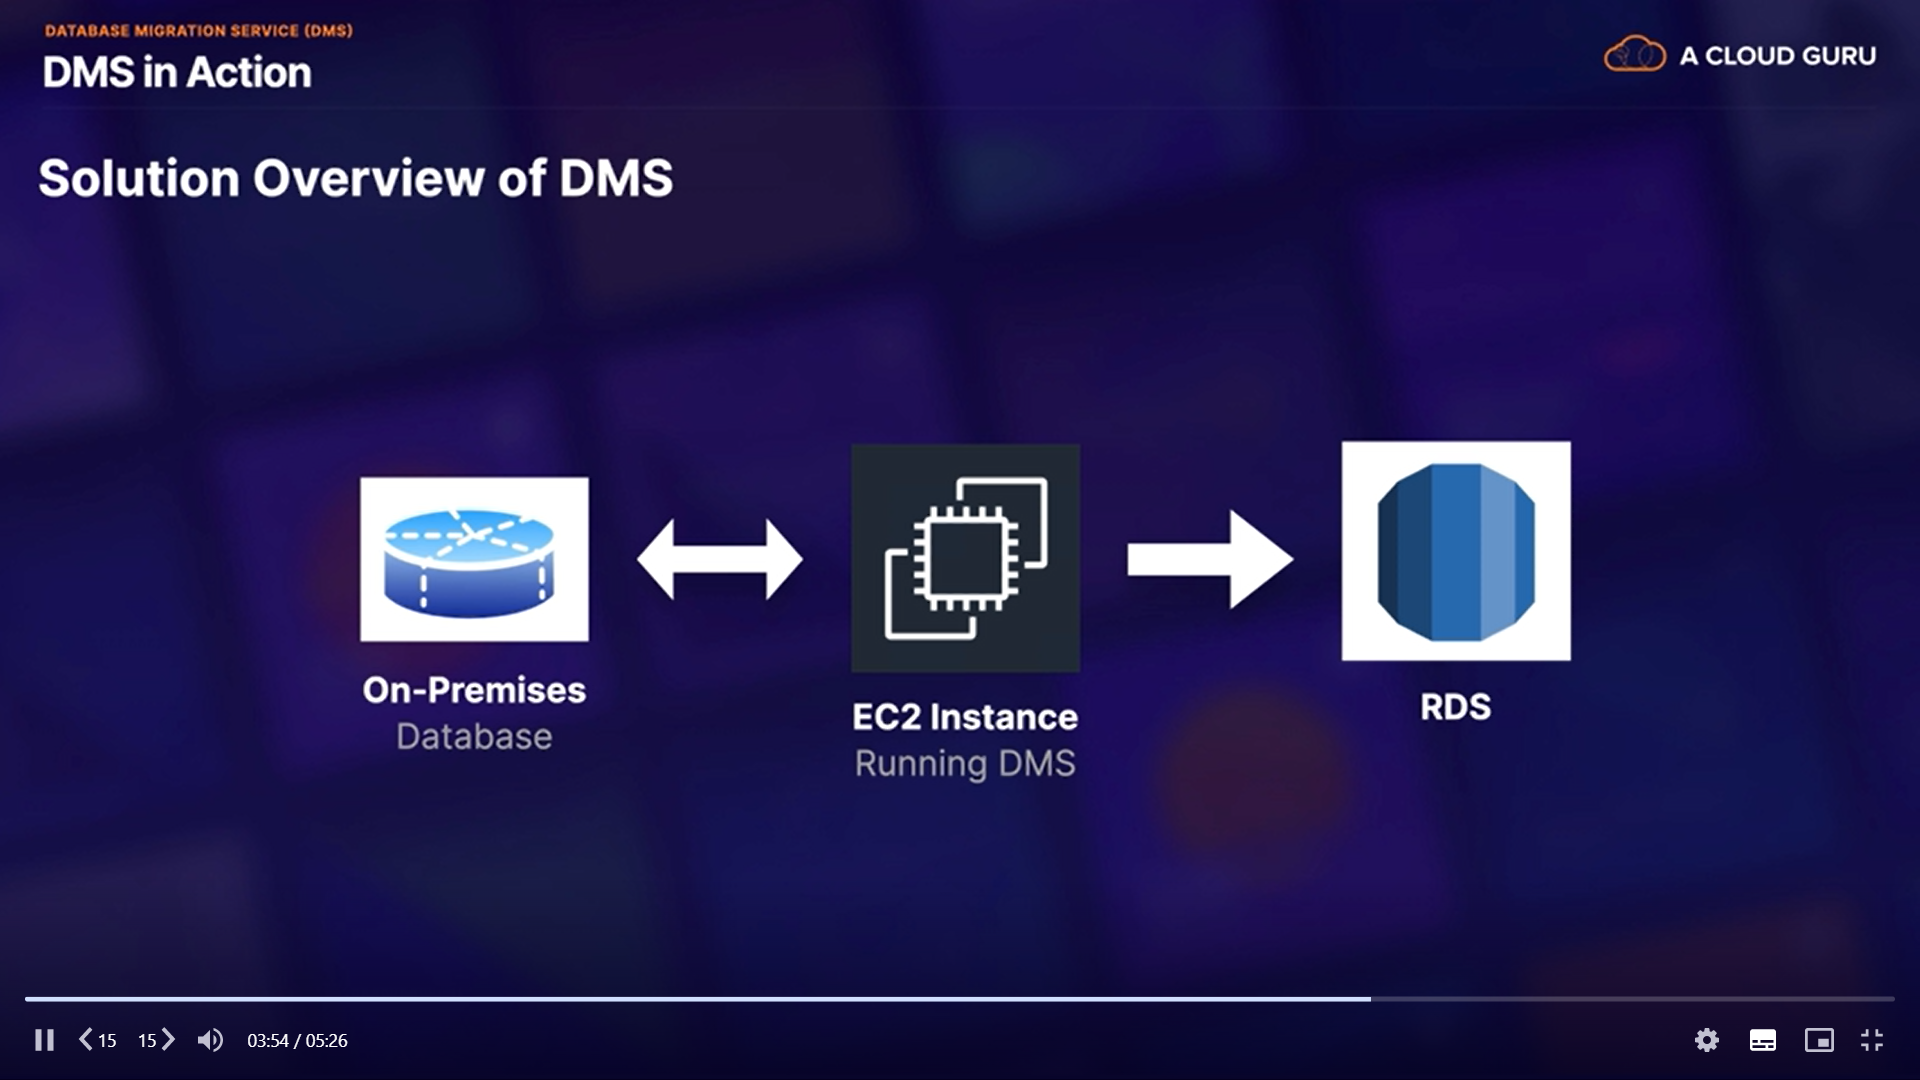 DATABASE MIGRATION SERVICE (DMS)
DMS in Action
A CLOUD GURU
Solution Overview of DMS
On-Premises
Database
EC2 Instance
Running DMS
RDS
15
15
03:54 / 05:26